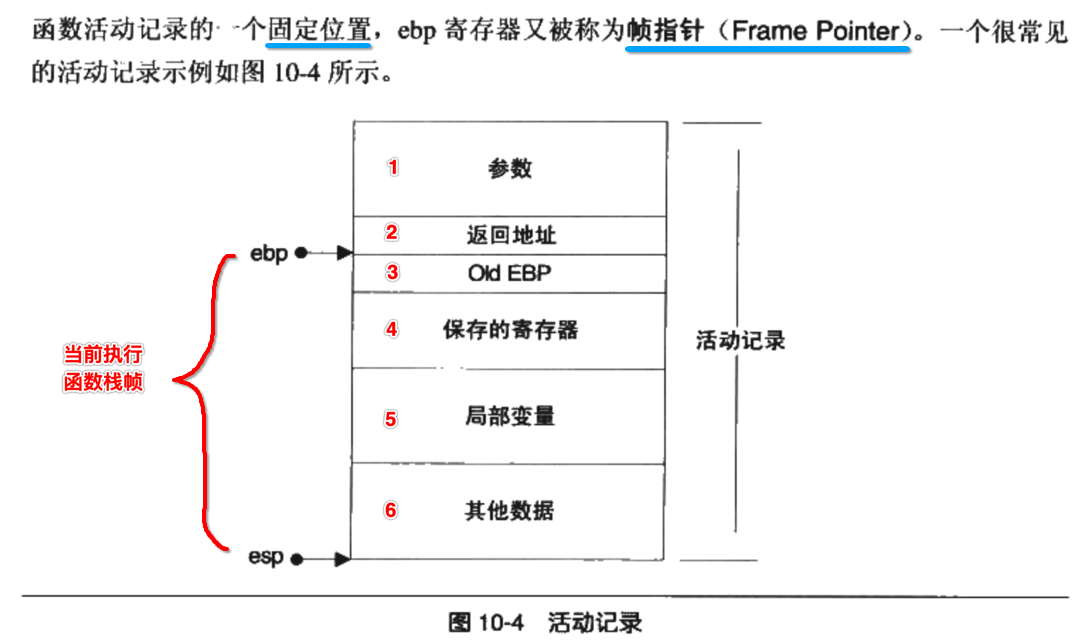 函数活动记录的一个固定位置，ebp 寄存器又被称为帧指针（Frame Pointer）。一个很常见
的活动记录示例如图 10-4 所示。
1 参数
2 返回地址
ebp
3 Old EBP
4 保存的寄存器
活动记录
当前执行
函数栈帧
5 局部变量
6 其他数据
esp
图 10-4 活动记录